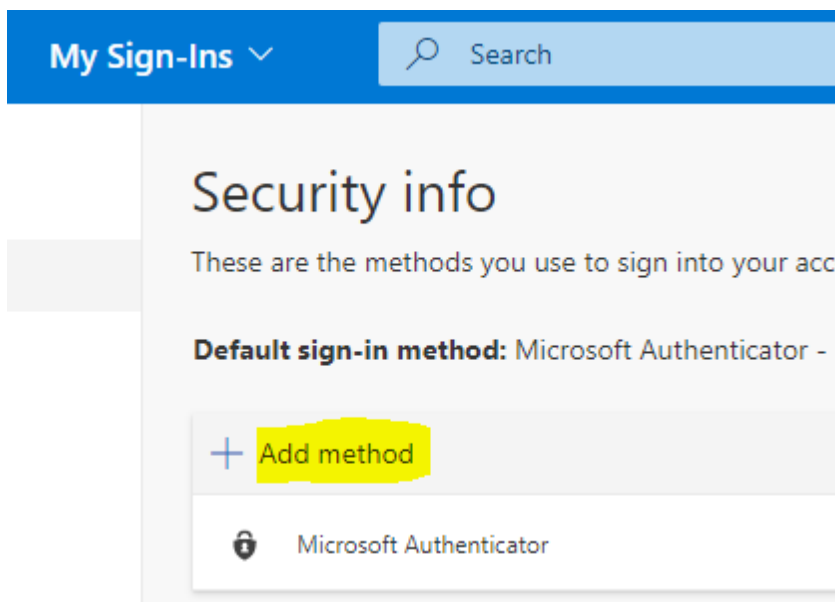 My Sign-Ins
Search
Security info
These are the methods you use to sign into your acc
Default sign-in method: Microsoft Authenticator -
Add method
Microsoft Authenticator